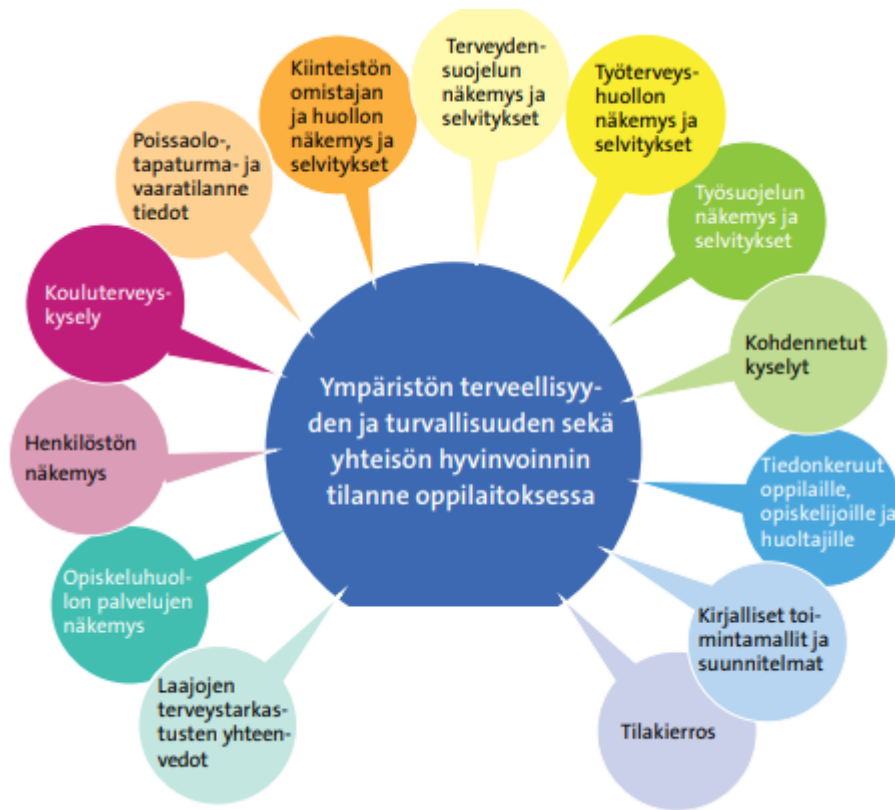 Laajojen
terveystarkas-
tusten yhteen-
vedot
Opiskeluhuol-
lon palvelujen
näkemys
Henkilöstön
näkemys
Kouluterveys-
kysely
Poissaolo-,
tapaturma- ja
vaaratilanne
tiedot
Kiinteistön
omistajan
ja huollon
näkemys ja
selvitykset
Terveyden-
suojelun
näkemys ja
selvitykset
Työterveys-
huollon
näkemys ja
selvitykset
Työsuojelun
näkemys ja
selvitykset
Kohdennetut
kyselyt
Tiedonkeruut
oppilaille,
opiskelijoille ja
huoltajille
Kirjalliset toi-
mintamallit ja
suunnitelmat
Tilakierros
Ympäristön terveellisyy-
den ja turvallisuuden sekä
yhteisön hyvinvoinnin
tilanne oppilaitoksessa